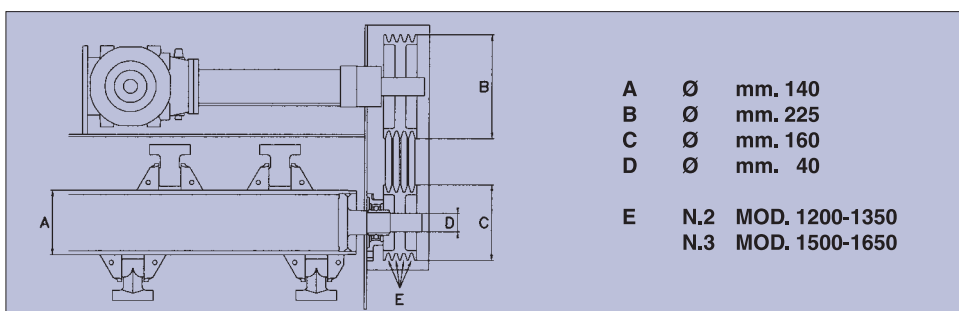 B
A
D
C
E
A Ø mm. 140
B Ø mm. 225
C Ø mm. 160
D Ø mm. 40
E N.2 MOD. 1200-1350
N.3 MOD. 1500-1650